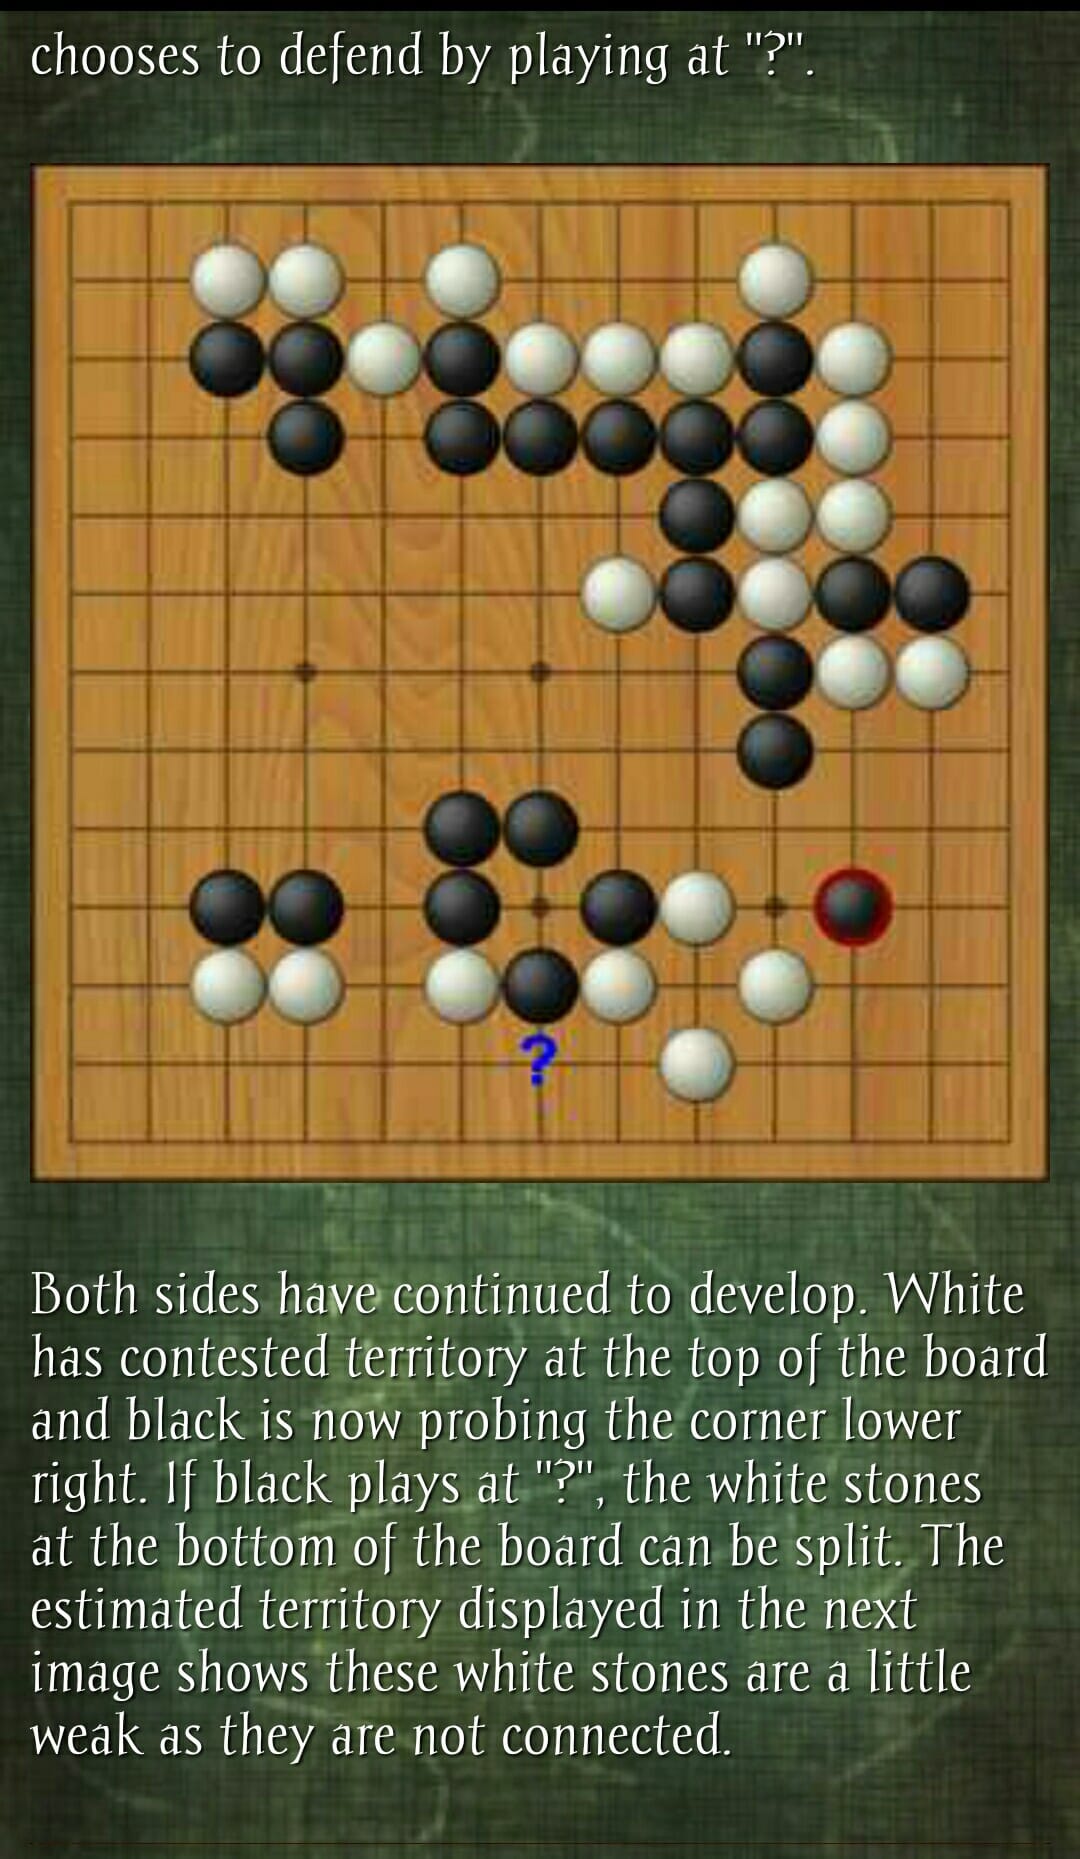 chooses to defend by playing at "?".
?
Both sides have continued to develop. White
has contested territory at the top of the board
and black is now probing the corner lower
right. If black plays at "?", the white stones
at the bottom of the board can be split. The
estimated territory displayed in the next
image shows these white stones are a little
weak as they are not connected.